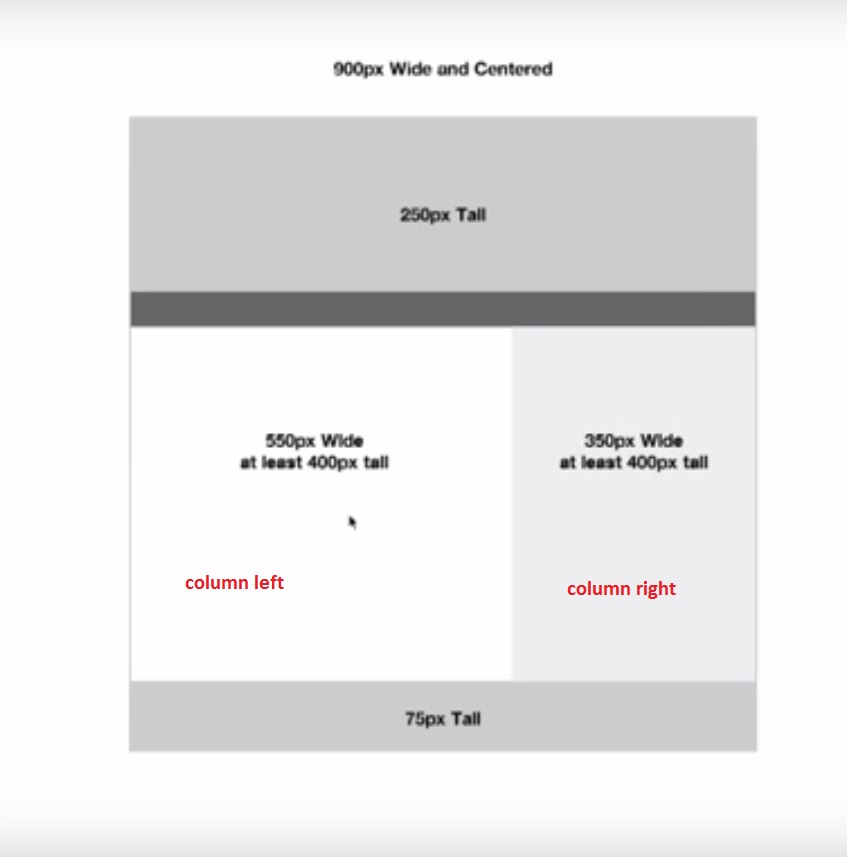 900px Wide and Centered
250px Tall
550px Wide
at least 400px tall
350px Wide
at least 400px tall
column left
column right
75px Tall